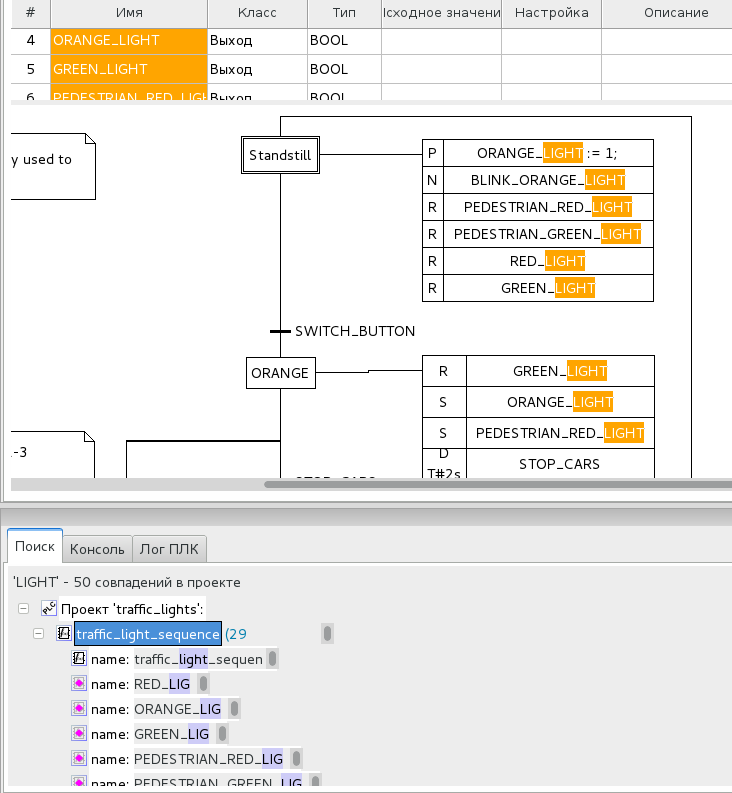 # Имя Класс Тип Исходное значени Настройка Описание
4 ORANGE_LIGHT Выход BOOL
5 GREEN_LIGHT Выход BOOL
6 PEDESTRIAN_RED_LIGH Выход BOOL
y used to
Standstill
P ORANGE_LIGHT := 1;
N BLINK_ORANGE_LIGHT
R PEDESTRIAN_RED_LIGHT
R PEDESTRIAN_GREEN_LIGHT
R RED_LIGHT
R GREEN_LIGHT
SWITCH_BUTTON
ORANGE
R GREEN_LIGHT
S ORANGE_LIGHT
S PEDESTRIAN_RED_LIGHT
D T#2s STOP_CARS
.-3
STOP_CARS
Поиск Консоль Лог ПЛК
'LIGHT' - 50 совпадений в проекте
Проект 'traffic_lights':
traffic_light_sequence (29
name: traffic_light_sequen
name: RED_LIG
name: ORANGE_LIG
name: GREEN_LIG
name: PEDESTRIAN_RED_LIG
name: PEDESTRIAN_GREEN_LIG